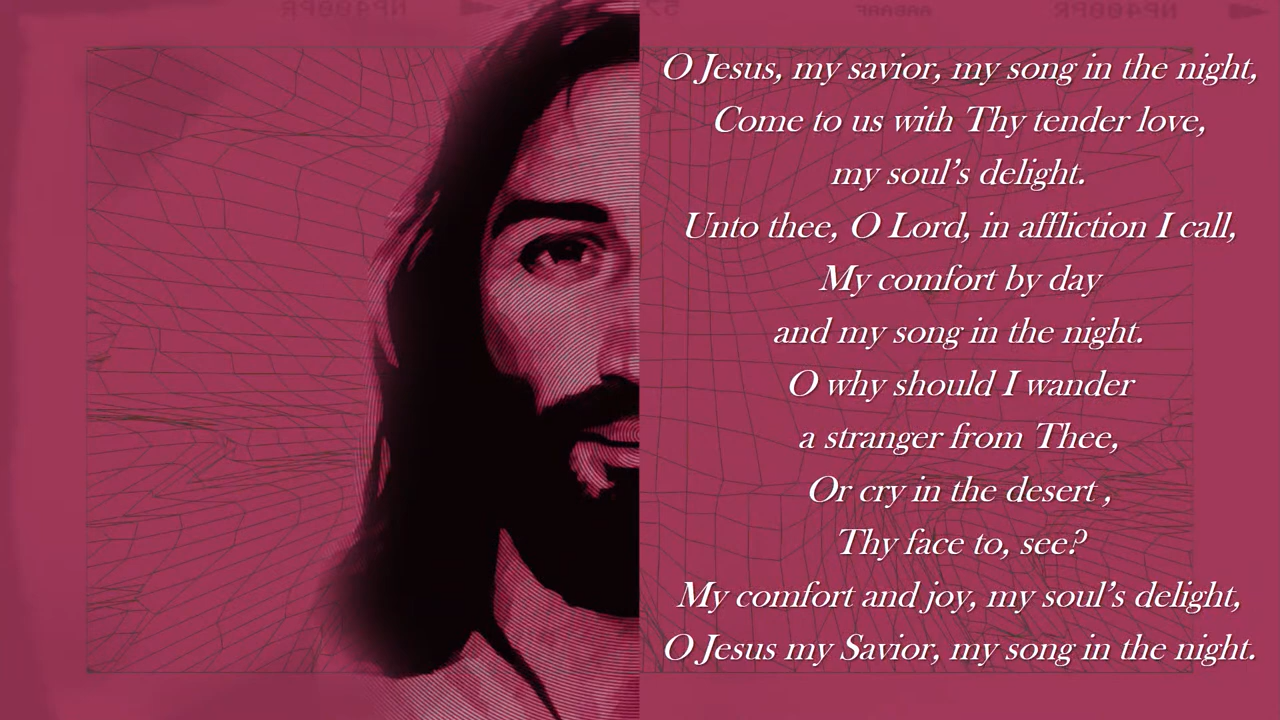 O Jesus, my savior, my song in the night,
Come to us with Thy tender love,
my soul’s delight.
Unto thee, O Lord, in affliction I call,
My comfort by day
and my song in the night.
O why should I wander
a stranger from Thee,
Or cry in the desert ,
Thy face to, see?
My comfort and joy, my soul’s delight,
O Jesus my Savior, my song in the night.